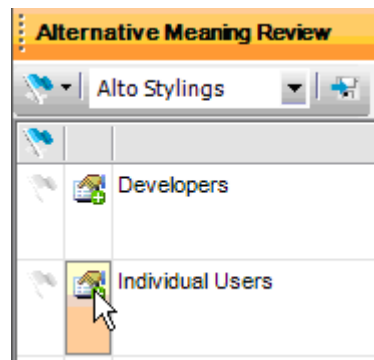 Alternative Meaning Review
Alto Stylings
Developers
Individual Users